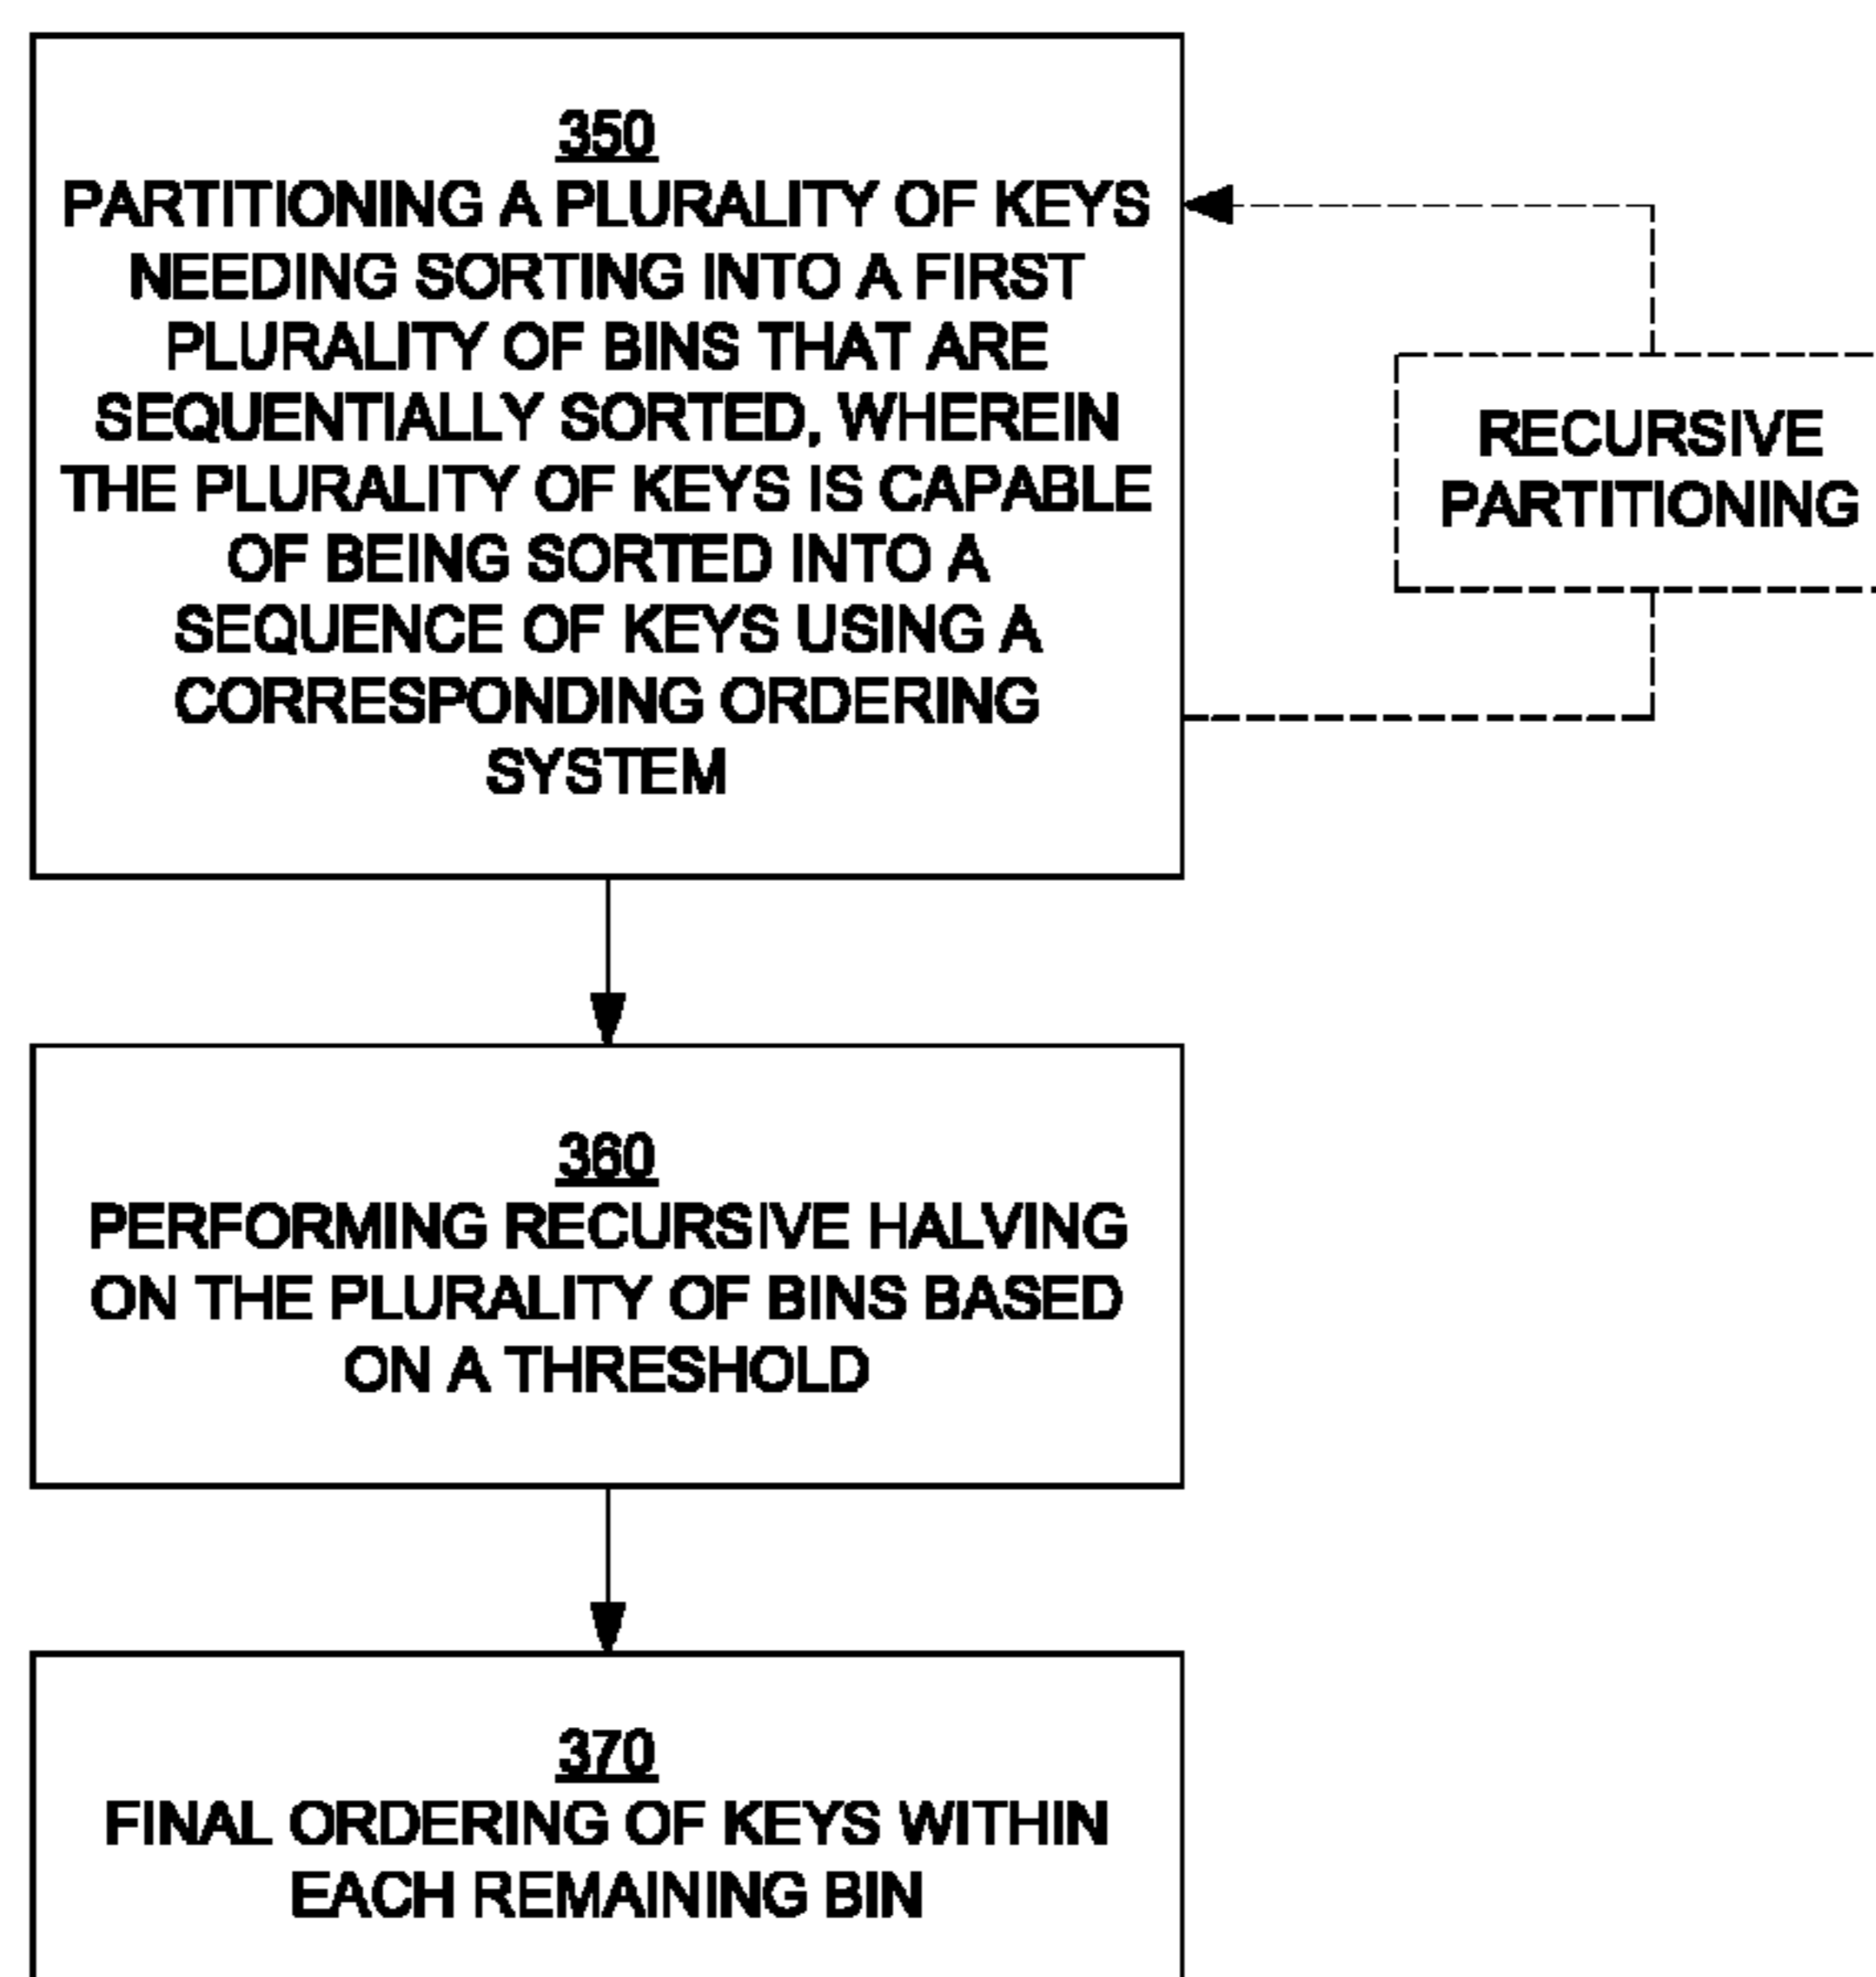 350
PARTITIONING A PLURALITY OF KEYS
NEEDING SORTING INTO A FIRST
PLURALITY OF BINS THAT ARE
SEQUENTIALLY SORTED, WHEREIN
THE PLURALITY OF KEYS IS CAPABLE
OF BEING SORTED INTO A
SEQUENCE OF KEYS USING A
CORRESPONDING ORDERING
SYSTEM
RECURSIVE
PARTITIONING
360
PERFORMING RECURSIVE HALVING
ON THE PLURALITY OF BINS BASED
ON A THRESHOLD
370
FINAL ORDERING OF KEYS WITHIN
EACH REMAINING BIN